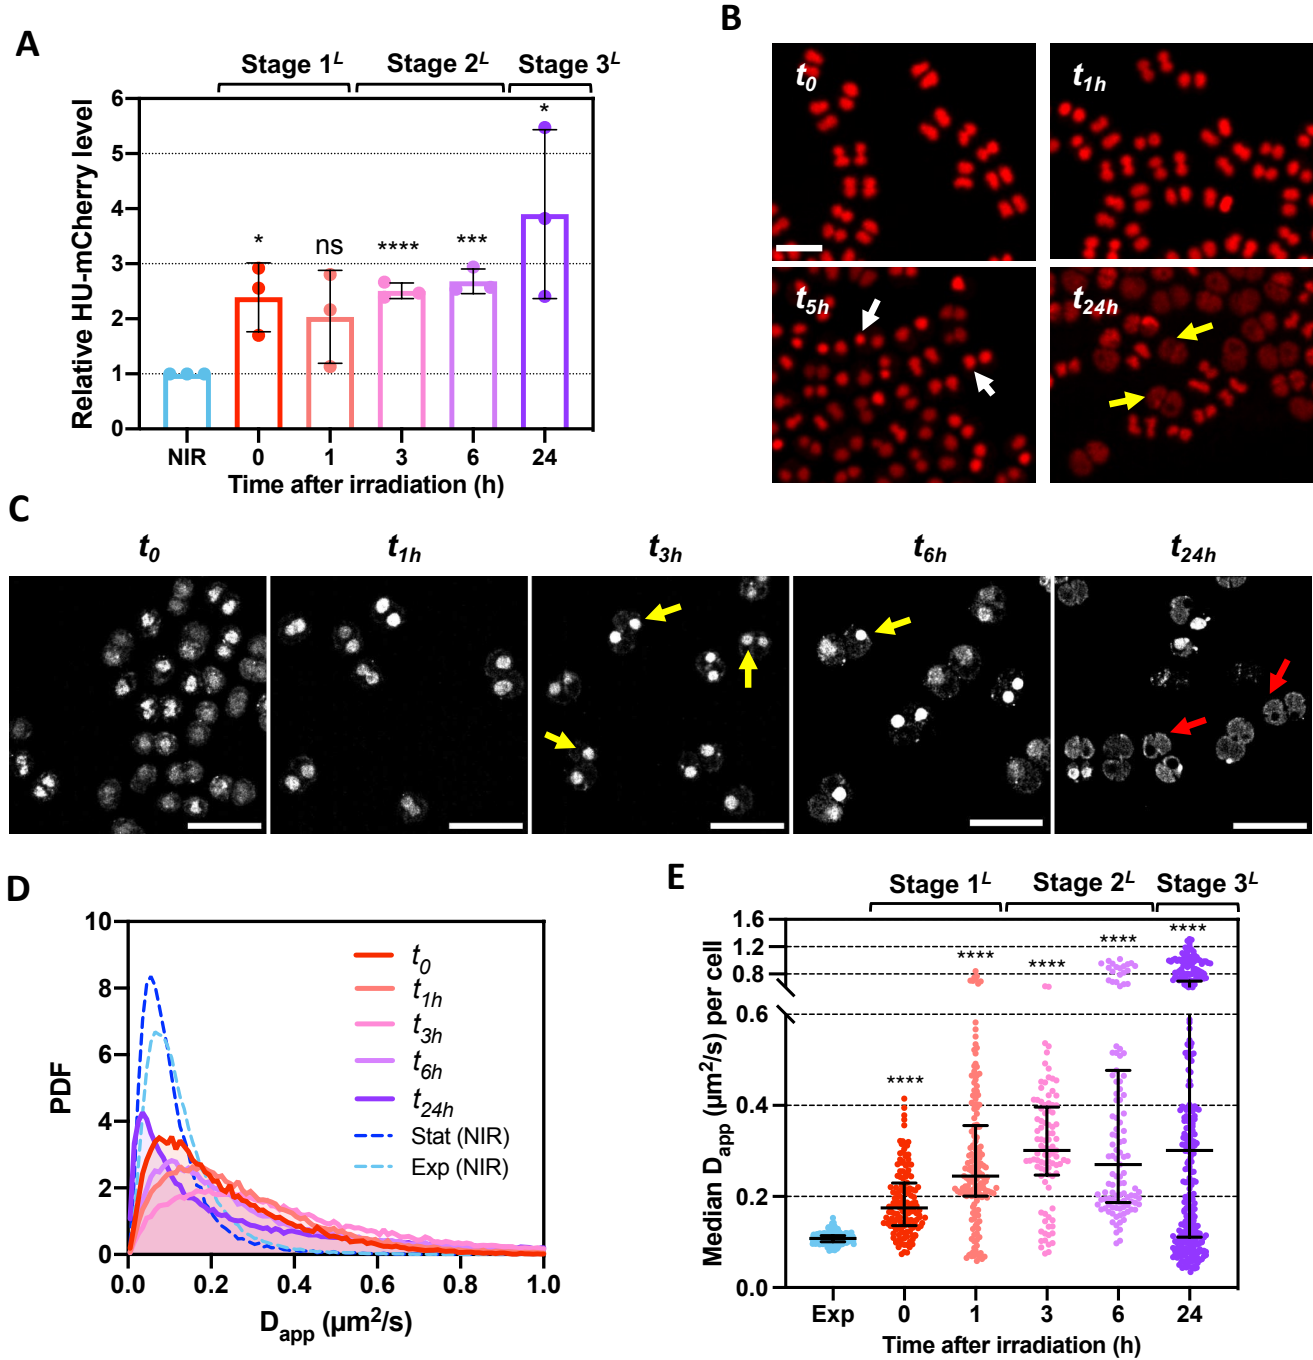 A
Stage 1L Stage 2L Stage 3L
Relative HU-mCherry level
6
5
4
3
2
1
0
* ns **** *** *
NIR 0 1 3 6 24
Time after irradiation (h)
B
t0 t1h
t5h t24h
C
t0 t1h t3h t6h t24h
D
PDF
10
8
6
4
2
0
t0
t1h
t3h
t6h
t24h
Stat (NIR)
Exp (NIR)
0.0 0.2 0.4 0.6 0.8 1.0
Dapp (µm2/s)
E
Stage 1L Stage 2L Stage 3L
Median Dapp (µm2/s) per cell
1.6
1.2
0.8
0.6
0.4
0.2
0.0
**** **** **** **** ****
Exp 0 1 3 6 24
Time after irradiation (h)